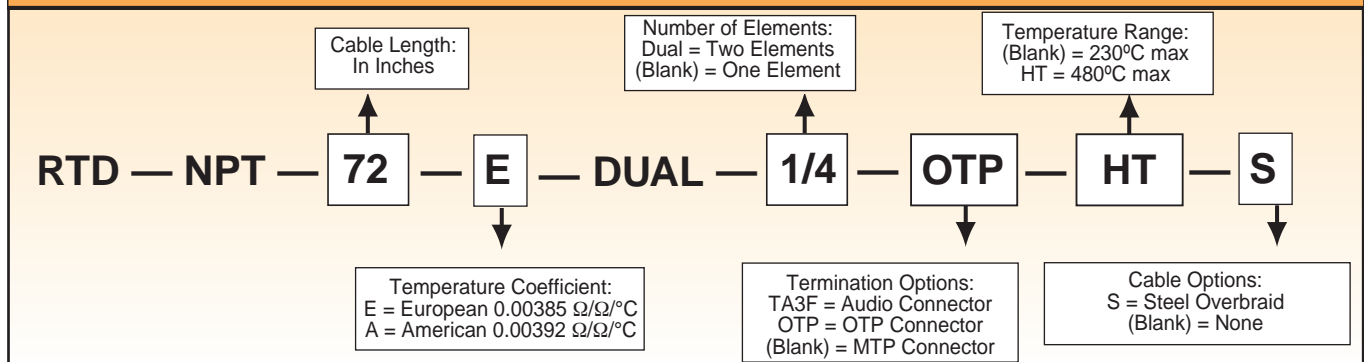 Cable Length:
In Inches
Number of Elements:
Dual = Two Elements
(Blank) = One Element
Temperature Range:
(Blank) = 230ºC max
HT = 480ºC max
RTD — NPT — 72 — E — DUAL — 1/4 — OTP — HT — S
Temperature Coefficient:
E = European 0.00385 Ω/Ω/°C
A = American 0.00392 Ω/Ω/°C
Termination Options:
TA3F = Audio Connector
OTP = OTP Connector
(Blank) = MTP Connector
Cable Options:
S = Steel Overbraid
(Blank) = None